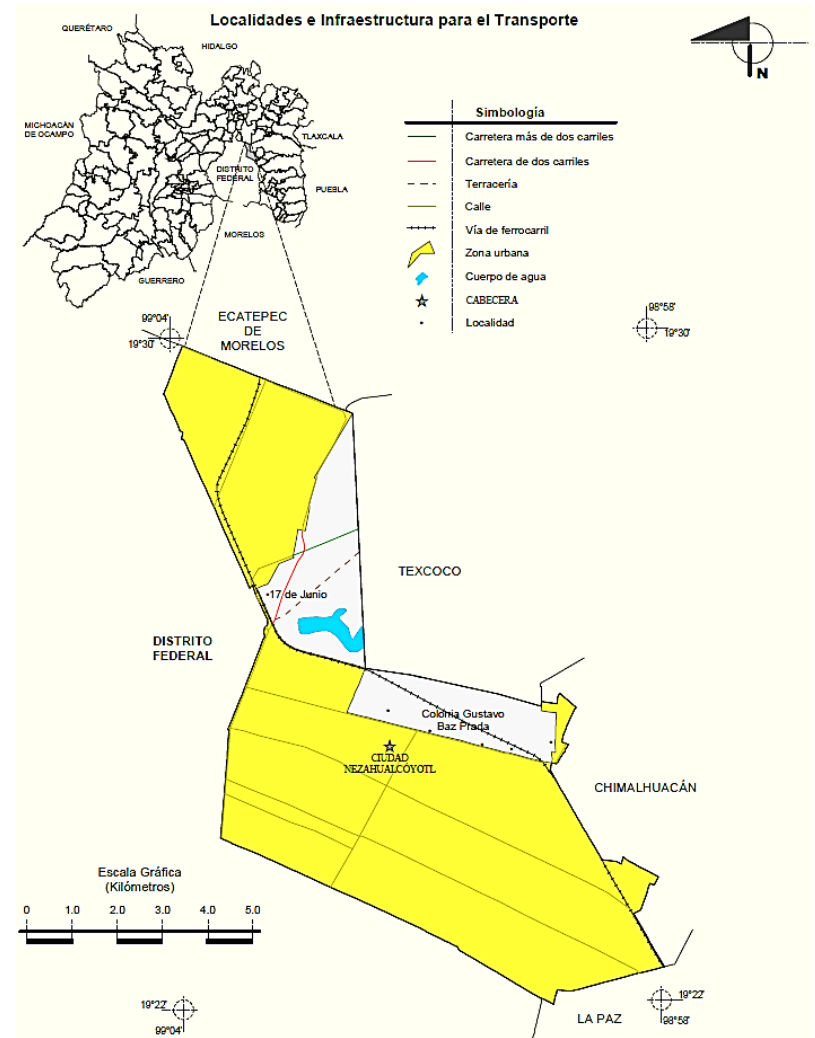 Localidades e Infraestructura para el Transporte
QUERÉTARO
HIDALGO
MICHOACÁN
DE OCAMPO
TLAXCALA
DISTRITO
FEDERAL
PUEBLA
MORELOS
GUERRERO
N
Simbología
Carretera más de dos carriles
Carretera de dos carriles
Terracería
Calle
Vía de ferrocarril
Zona urbana
Cuerpo de agua
CABECERA
Localidad
99°04'
19°30'
98°58'
19°30'
ECATEPEC
DE
MORELOS
TEXCOCO
17 de Junio
DISTRITO
FEDERAL
Colonia Gustavo
Baz Prada
CIUDAD
NEZAHUALCÓYOTL
CHIMALHUACÁN
Escala Gráfica
(Kilómetros)
0 1.0 2.0 3.0 4.0 5.0
19°22'
99°04'
19°22'
98°58'
LA PAZ